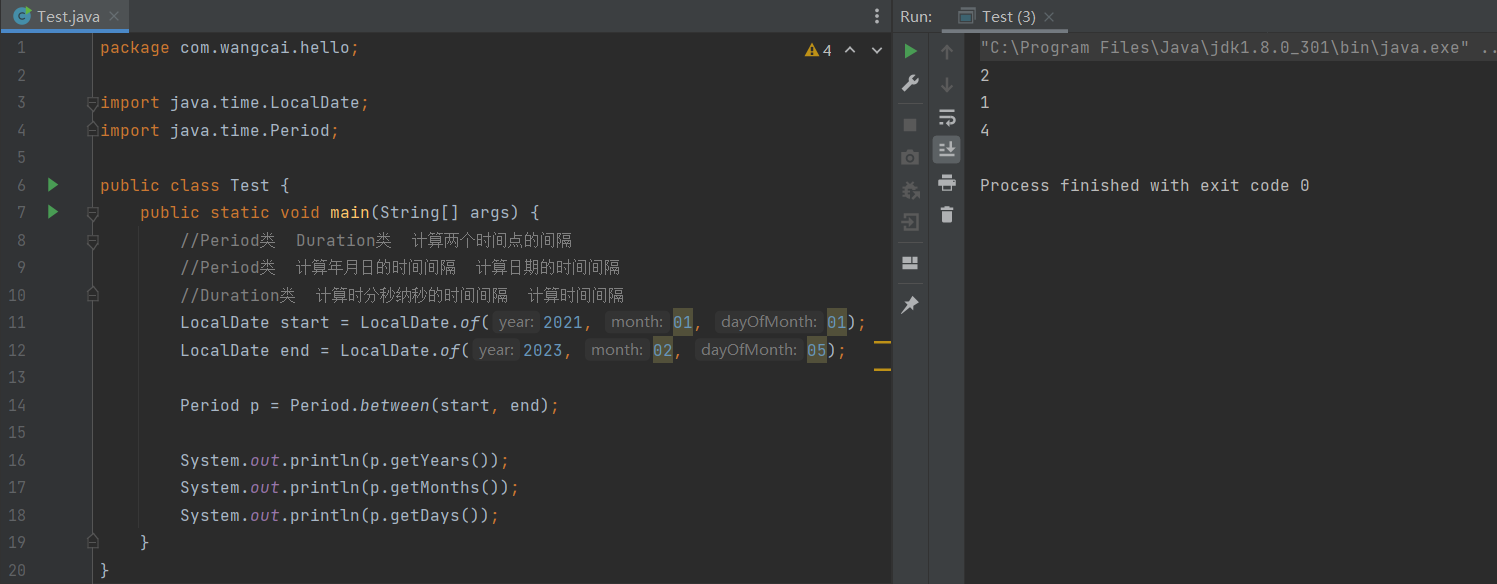 Test.java
4
1 package com.wangcai.hello;
2
3 import java.time.LocalDate;
4 import java.time.Period;
5
6 public class Test {
7 public static void main(String[] args) {
8 //Period类  Duration类  计算两个时间点的间隔
9 //Period类  计算年月日的时间间隔  计算日期的时间间隔
10 //Duration类  计算时分秒纳秒的时间间隔  计算时间间隔
11 LocalDate start = LocalDate.of( year: 2021, month: 01, dayOfMonth: 01);
12 LocalDate end = LocalDate.of( year: 2023, month: 02, dayOfMonth: 05);
13
14 Period p = Period.between(start, end);
15
16 System.out.println(p.getYears());
17 System.out.println(p.getMonths());
18 System.out.println(p.getDays());
19 }
20 }
Run: Test (3)
"C:\Program Files\Java\jdk1.8.0_301\bin\java.exe" ..
2
1
4
Process finished with exit code 0